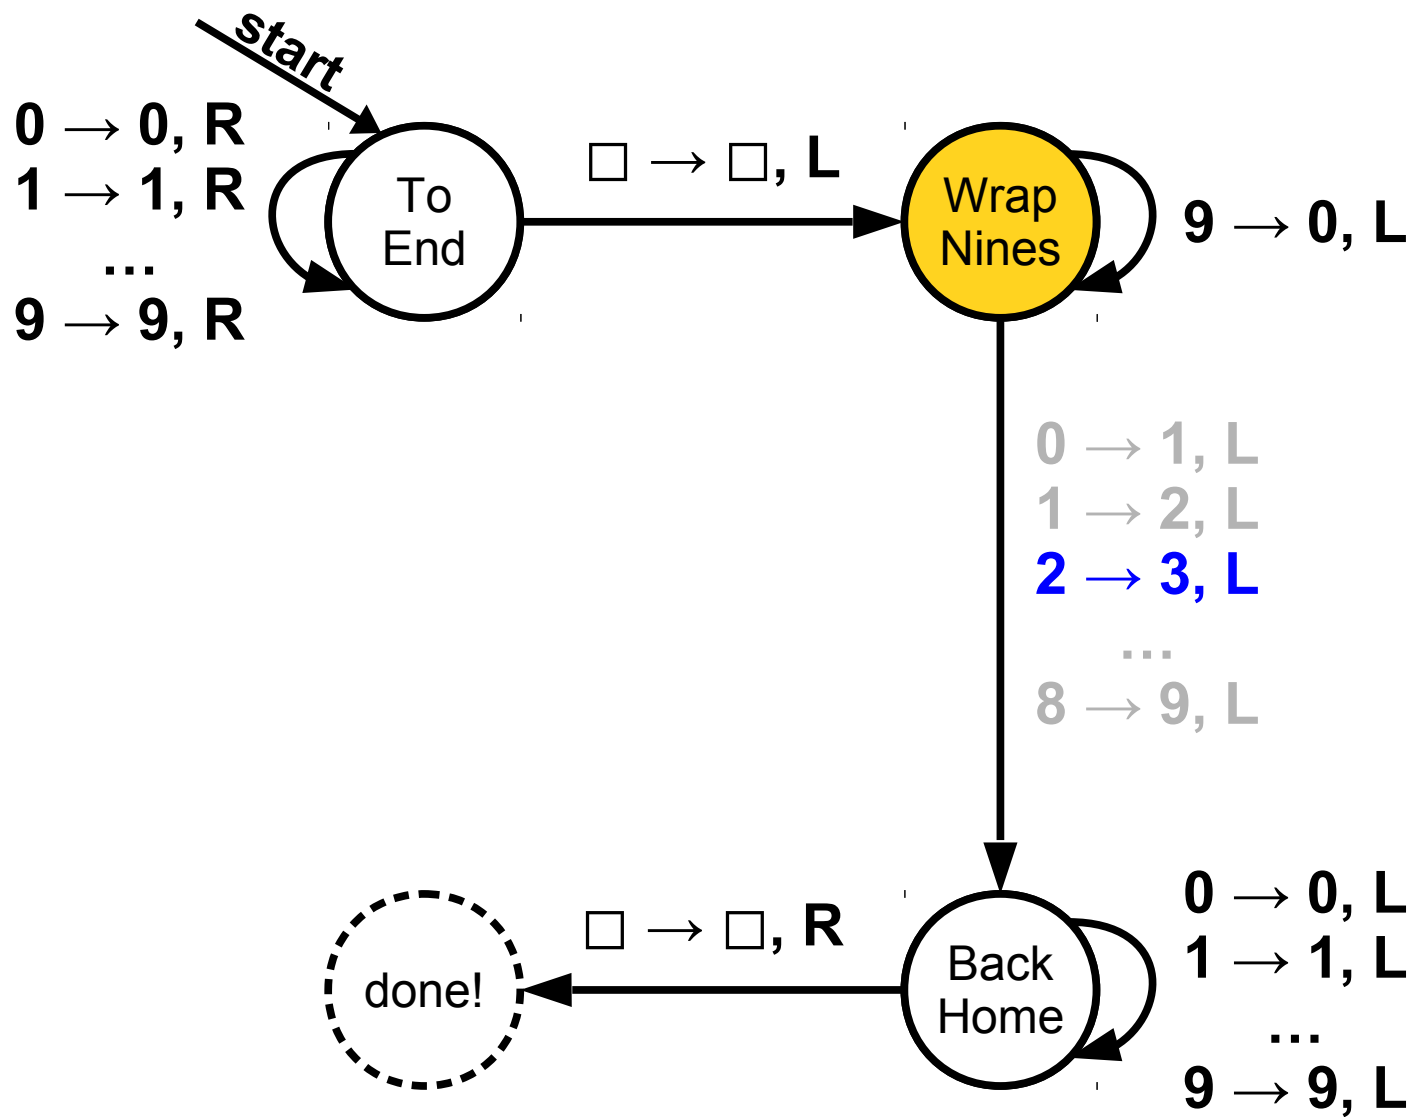 start
0 → 0, R
1 → 1, R
...
9 → 9, R
To
End
□ → □, L
Wrap
Nines
9 → 0, L
0 → 1, L
1 → 2, L
2 → 3, L
...
8 → 9, L
done!
□ → □, R
Back
Home
0 → 0, L
1 → 1, L
...
9 → 9, L